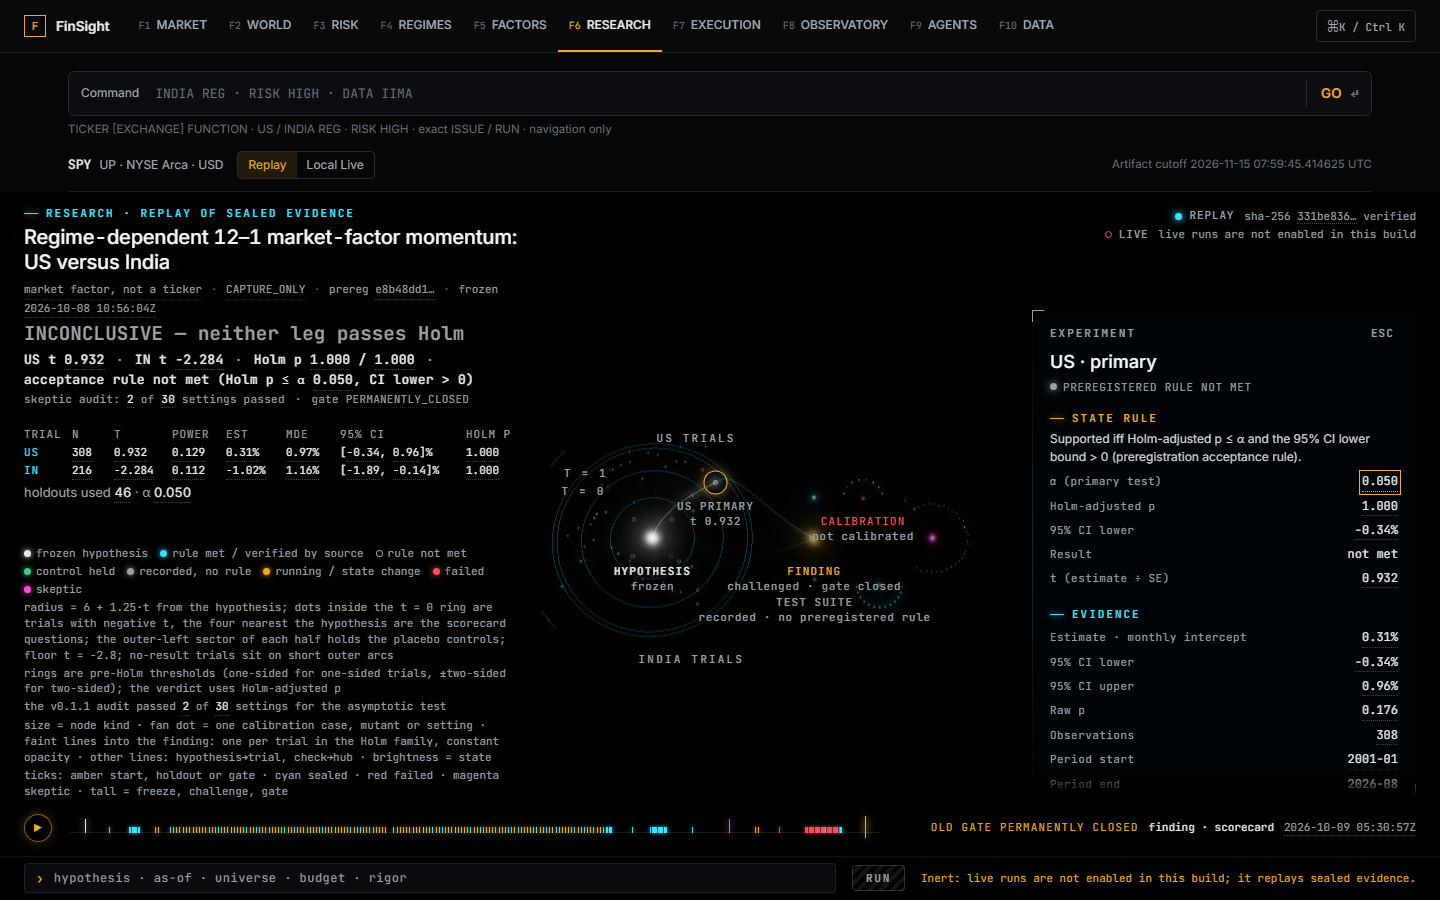 F FinSight F1 MARKET F2 WORLD F3 RISK F4 REGIMES F5 FACTORS F6 RESEARCH F7 EXECUTION F8 OBSERVATORY F9 AGENTS F10 DATA ⌘K / Ctrl K
Command INDIA REG · RISK HIGH · DATA IIMA GO ⏎
TICKER [EXCHANGE] FUNCTION · US / INDIA REG · RISK HIGH · exact ISSUE / RUN · navigation only
SPY UP · NYSE Arca · USD Replay Local Live Artifact cutoff 2026-11-15 07:59:45.414625 UTC
RESEARCH · REPLAY OF SEALED EVIDENCE
REPLAY sha-256 331be836… verified
LIVE live runs are not enabled in this build
Regime-dependent 12–1 market-factor momentum:
US versus India
market factor, not a ticker · CAPTURE_ONLY · prereg e8b48dd1… · frozen
2026-10-08 10:56:04Z
INCONCLUSIVE — neither leg passes Holm
US t 0.932 · IN t -2.284 · Holm p 1.000 / 1.000 ·
acceptance rule not met (Holm p ≤ α 0.050, CI lower > 0)
skeptic audit: 2 of 30 settings passed · gate PERMANENTLY_CLOSED
TRIAL N T POWER EST MDE 95% CI HOLM P
US 308 0.932 0.129 0.31% 0.97% [-0.34, 0.96]% 1.000
IN 216 -2.284 0.112 -1.02% 1.16% [-1.89, -0.14]% 1.000
holdouts used 46 · α 0.050
frozen hypothesis rule met / verified by source rule not met
control held recorded, no rule running / state change failed
skeptic
radius = 6 + 1.25·t from the hypothesis; dots inside the t = 0 ring are
trials with negative t, the four nearest the hypothesis are the scorecard
questions; the outer-left sector of each half holds the placebo controls;
floor t = -2.8; no-result trials sit on short outer arcs
rings are pre-Holm thresholds (one-sided for one-sided trials, ±two-sided
for two-sided); the verdict uses Holm-adjusted p
the v0.1.1 audit passed 2 of 30 settings for the asymptotic test
size = node kind · fan dot = one calibration case, mutant or setting ·
faint lines into the finding: one per trial in the Holm family, constant
opacity · other lines: hypothesis→trial, check→hub · brightness = state
ticks: amber start, holdout or gate · cyan sealed · red failed · magenta
skeptic · tall = freeze, challenge, gate
US TRIALS
T = 1
T = 0
US PRIMARY
t 0.932
CALIBRATION
not calibrated
HYPOTHESIS
frozen
FINDING
challenged · gate closed
TEST SUITE
recorded · no preregistered rule
INDIA TRIALS
EXPERIMENT ESC
US · primary
PREREGISTERED RULE NOT MET
STATE RULE
Supported iff Holm-adjusted p ≤ α and the 95% CI lower
bound > 0 (preregistration acceptance rule).
α (primary test) 0.050
Holm-adjusted p 1.000
95% CI lower -0.34%
Result not met
t (estimate ÷ SE) 0.932
EVIDENCE
Estimate · monthly intercept 0.31%
95% CI lower -0.34%
95% CI upper 0.96%
Raw p 0.176
Observations 308
Period start 2001-01
Period end 2026-08
OLD GATE PERMANENTLY CLOSED finding · scorecard 2026-10-09 05:30:57Z
› hypothesis · as-of · universe · budget · rigor RUN Inert: live runs are not enabled in this build; it replays sealed evidence.